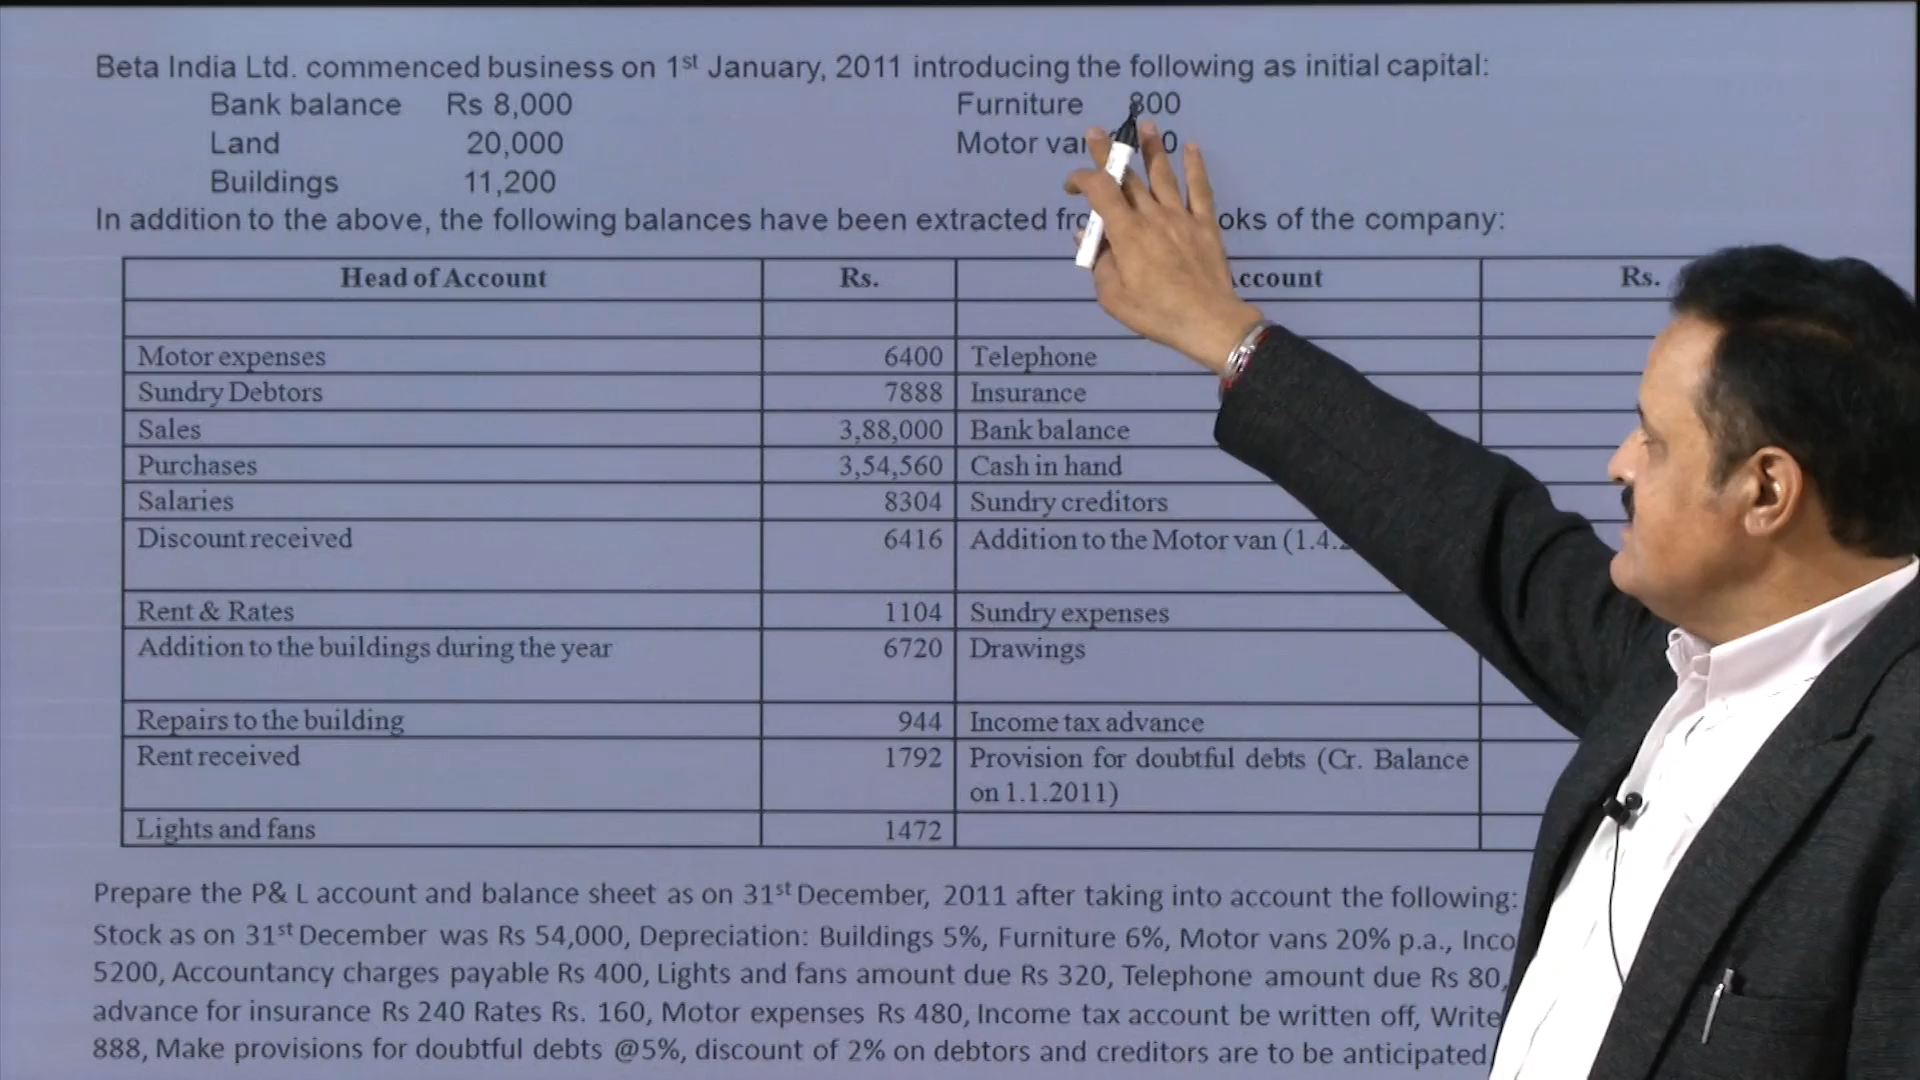 Beta India Ltd. commenced business on 1st January, 2011 introducing the following as initial capital:
Bank balance Rs 8,000 Furniture 800
Land 20,000 Motor
Buildings 11,200
In addition to the above, the following balances have been extracted of the company:
Head of Account Rs. Rs.
Motor expenses 6400 Telephone
Sundry Debtors 7888 Insurance
Sales 3,88,000 Bank balance
Purchases 3,54,560 Cash in hand
Salaries 8304 Sundry creditors
Discount received 6416 Addition to the Motor van
Rent & Rates 1104 Sundry expenses
Addition to the buildings during the year 6720 Drawings
Repairs to the building 944 Income tax advance
Rent received 1792 Provision for doubtful debts (Cr. Balance
on 1.1.2011)
Lights and fans 1472
Prepare the P& L account and balance sheet as on 31st December, 2011 after taking into account the following:
Stock as on 31st December was Rs 54,000, Depreciation: Buildings 5%, Furniture 6%, Motor vans 20% p.a.,
5200, Accountancy charges payable Rs 400, Lights and fans amount due Rs 320, Telephone amount due Rs 80,
advance for insurance Rs 240 Rates Rs. 160, Motor expenses Rs 480, Income tax account be written off, Write
888, Make provisions for doubtful debts @5%, discount of 2% on debtors and creditors are to be anticipated